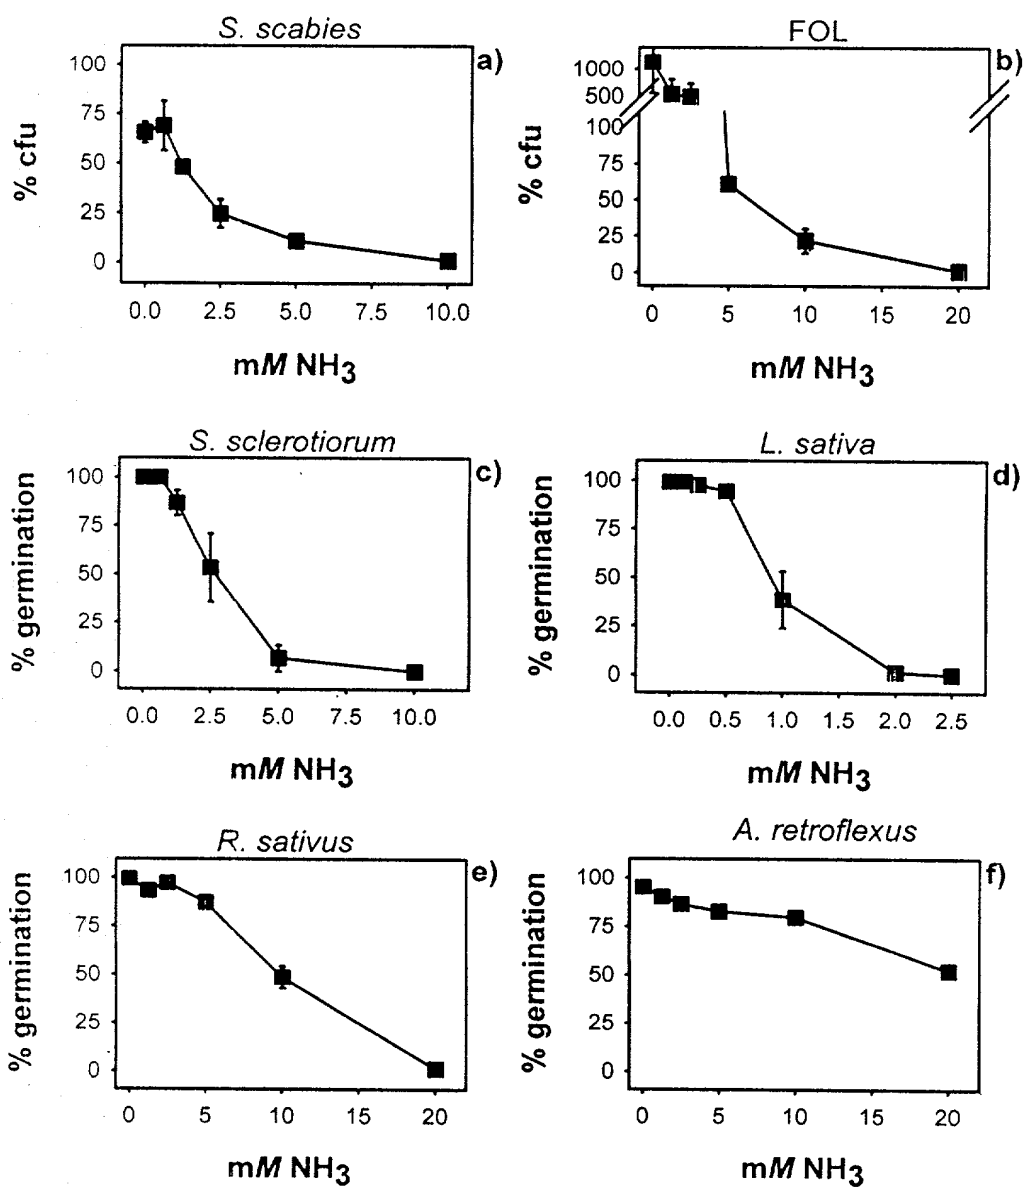 S. scabies
a)
100
75
50
25
0
% cfu
0.0 2.5 5.0 7.5 10.0
mM NH3
FOL
b)
1000
500
100
75
50
25
0
% cfu
0 5 10 15 20
mM NH3
S. sclerotiorum
c)
100
75
50
25
0
% germination
0.0 2.5 5.0 7.5 10.0
mM NH3
L. sativa
d)
100
75
50
25
0
% germination
0.0 0.5 1.0 1.5 2.0 2.5
mM NH3
R. sativus
e)
100
75
50
25
0
% germination
0 5 10 15 20
mM NH3
A. retroflexus
f)
100
75
50
25
0
% germination
0 5 10 15 20
mM NH3